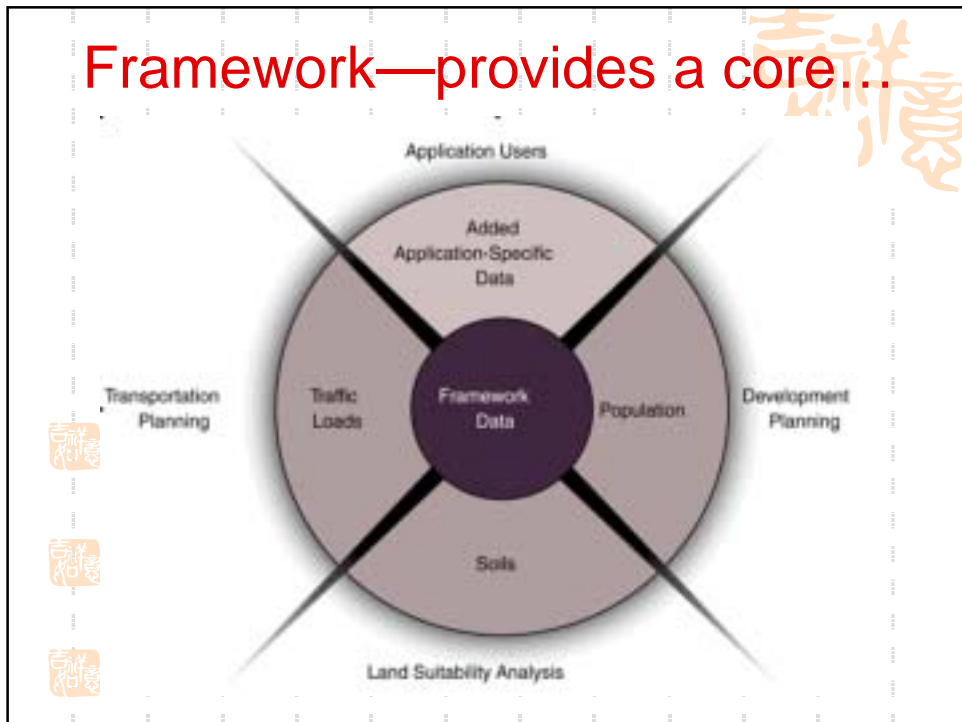 Framework—provides a core…
Application Users
Added
Application-Specific
Data
Transportation
Planning
Traffic
Loads
Framework
Data
Population
Development
Planning
Soils
Land Suitability Analysis